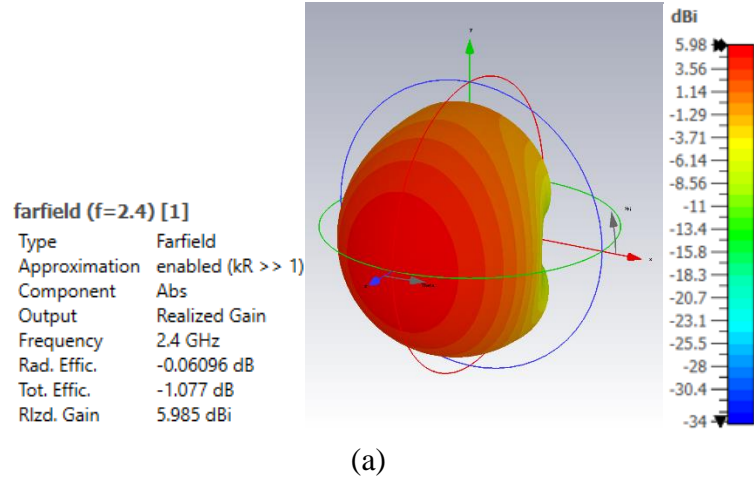 dBi
5.98
3.56
1.14
-1.29
-3.71
-6.14
-8.56
-11
-13.4
-15.8
-18.3
-20.7
-23.1
-25.5
-28
-30.4
-34
y
x
farfield (f=2.4) [1]
Type Farfield
Approximation enabled (kR >> 1)
Component Abs
Output Realized Gain
Frequency 2.4 GHz
Rad. Effic. -0.06096 dB
Tot. Effic. -1.077 dB
Rlzd. Gain 5.985 dBi
(a)